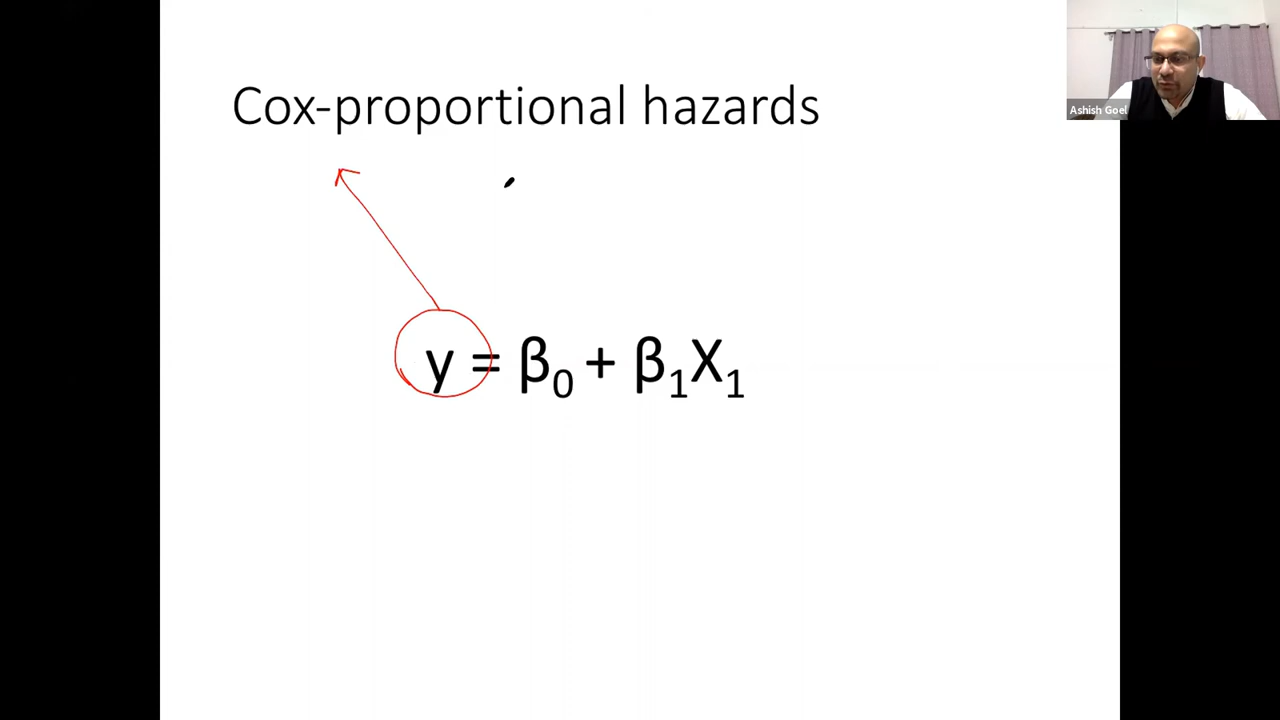 Cox-proportional hazards
Ashish Goel
y = β₀ + β₁X₁